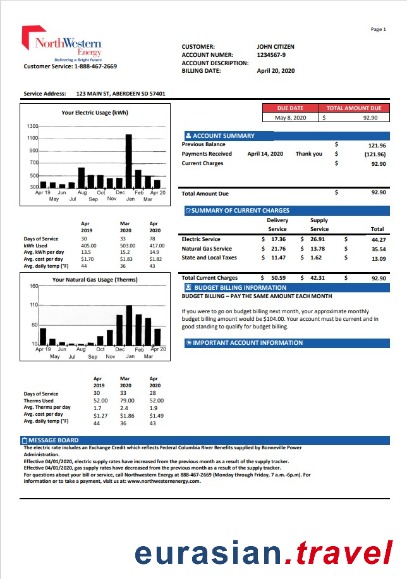 Page 1
NorthWestern
Energy
Delivering a Bright Future
Customer Service: 1-888-467-2669
CUSTOMER: JOHN CITIZEN
ACCOUNT NUMER: 1234567-9
ACCOUNT DESCRIPTION:
BILLING DATE: April 20, 2020
Service Address: 123 MAIN ST, ABERDEEN SD 57401
DUE DATE TOTAL AMOUNT DUE
May 8, 2020 $ 92.90
Your Electric Usage (kWh)
1300
1100
900
700
500
300
Apr 19 Jun Aug Oct Dec Feb Apr 20
May Jul Sep Nov Jan Mar
Apr Mar Apr
2019 2020 2020
Days of Service 30 33 78
kWh Used 405.00 503.00 417.00
Avg. kWh per day 13.5 15.2 14.9
Avg. cost per day $1.70 $1.83 $1.82
Avg. daily temp (°F) 44 36 43
Your Natural Gas Usage (Therms)
160
110
60
10
Apr 19 Jun Aug Oct Dec Feb Apr 20
May Jul Sep Nov Jan Mar
Apr Mar Apr
2019 2020 2020
Days of Service 30 33 28
Therms Used 52.00 79.00 52.00
Avg. Therms per day 1.7 2.4 1.9
Avg. cost per day $1.27 $1.86 $1.49
Avg. daily temp (°F) 44 36 43
ACCOUNT SUMMARY
Previous Balance $ 121.96
Payments Received April 14, 2020 Thank you $ (121.96)
Current Charges $ 92.90
Total Amount Due $ 92.90
SUMMARY OF CURRENT CHARGES
Delivery Supply
Service Service Total
Electric Service $ 17.36 $ 26.91 $ 44.27
Natural Gas Service $ 21.76 $ 13.78 $ 35.54
State and Local Taxes $ 11.47 $ 1.62 $ 13.09
Total Current Charges $ 50.59 $ 42.31 $ 92.90
BUDGET BILLING INFORMATION
BUDGET BILLING – PAY THE SAME AMOUNT EACH MONTH
If you were to go on budget billing next month, your approximate monthly
budget billing amount would be $104.00. Your account must be current and in
good standing to qualify for budget billing.
IMPORTANT ACCOUNT INFORMATION
MESSAGE BOARD
The electric rate includes an Exchange Credit which reflects Federal Columbia River Benefits supplied by Bonneville Power
Administration.
Effective 04/01/2020, electric supply rates have increased from the previous month as a result of the supply tracker.
Effective 04/01/2020, gas supply rates have decreased from the previous month as a result of the supply tracker.
For questions about your bill or service, call Northwestern Energy at 888-467-2669 (Monday through Friday, 7 a.m. -6p.m). For
information or to take a payment, visit us at: www.northwesternenergy.com.
eurasian.travel